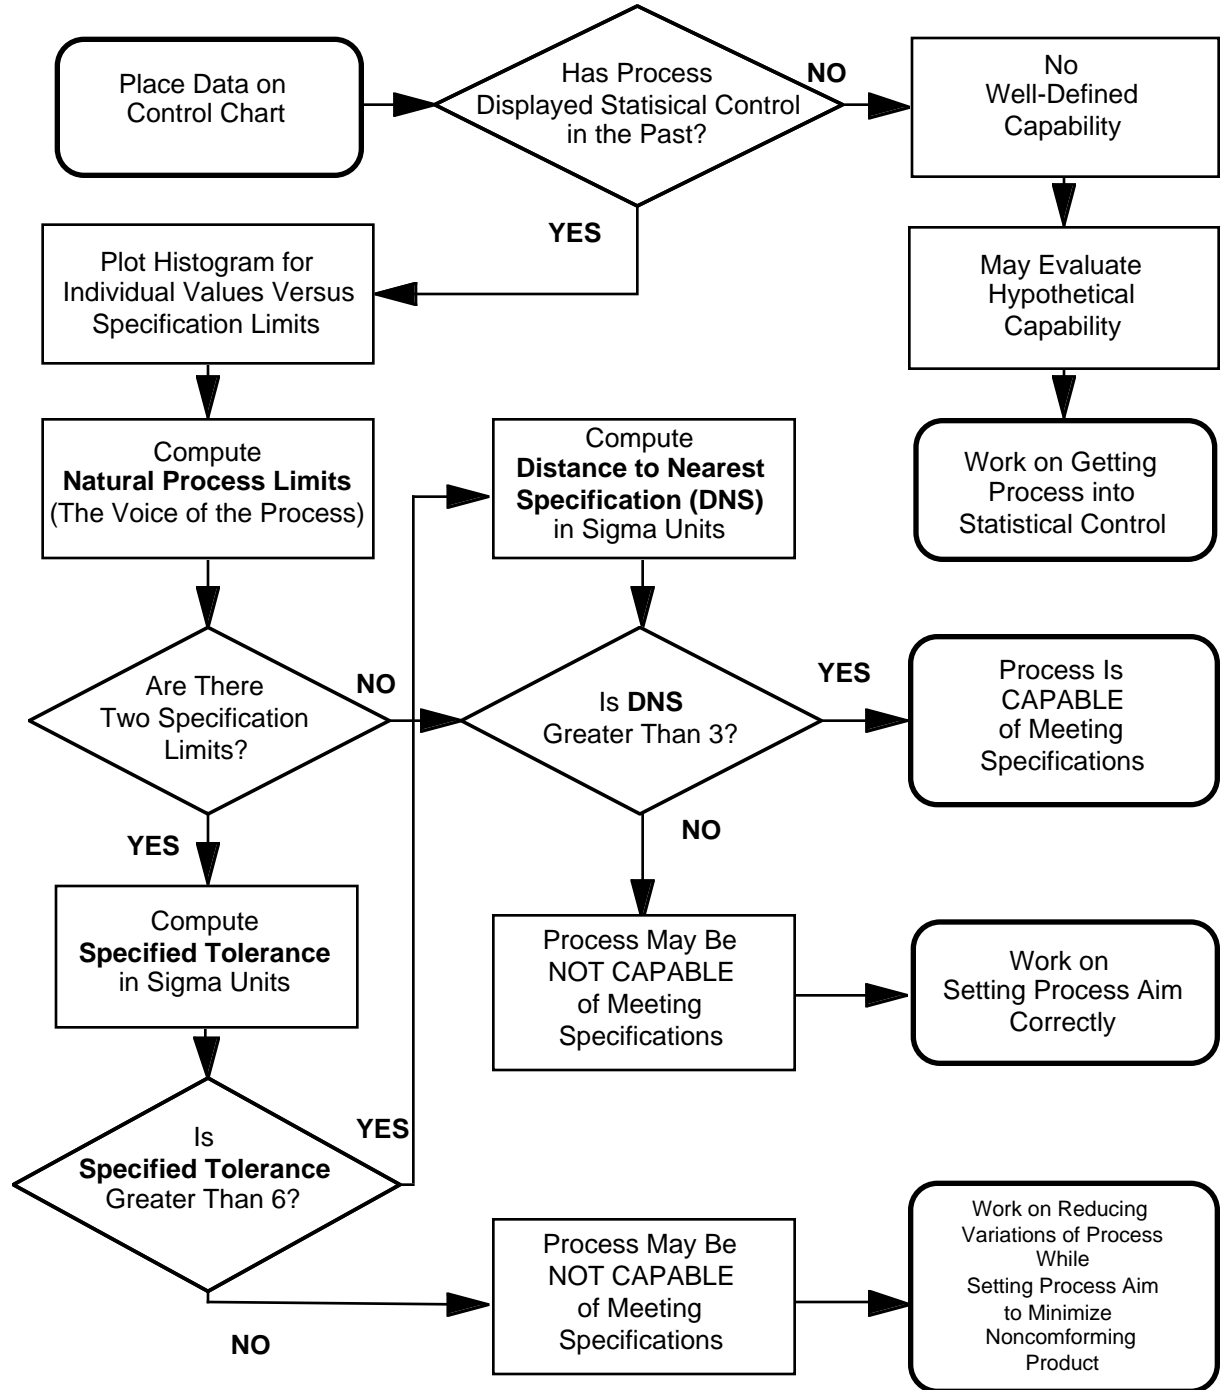 Place Data on
Control Chart
Has Process
Displayed Statisical Control
in the Past?
NO
No
Well-Defined
Capability
YES
Plot Histogram for
Individual Values Versus
Specification Limits
May Evaluate
Hypothetical
Capability
Compute
Natural Process Limits
(The Voice of the Process)
Compute
Distance to Nearest
Specification (DNS)
in Sigma Units
Work on Getting
Process into
Statistical Control
Are There
Two Specification
Limits?
NO
Is DNS
Greater Than 3?
YES
Process Is
CAPABLE
of Meeting
Specifications
YES
NO
Compute
Specified Tolerance
in Sigma Units
Process May Be
NOT CAPABLE
of Meeting
Specifications
Work on
Setting Process Aim
Correctly
Is
Specified Tolerance
Greater Than 6?
YES
NO
Process May Be
NOT CAPABLE
of Meeting
Specifications
Work on Reducing
Variations of Process
While
Setting Process Aim
to Minimize
Noncomforming
Product